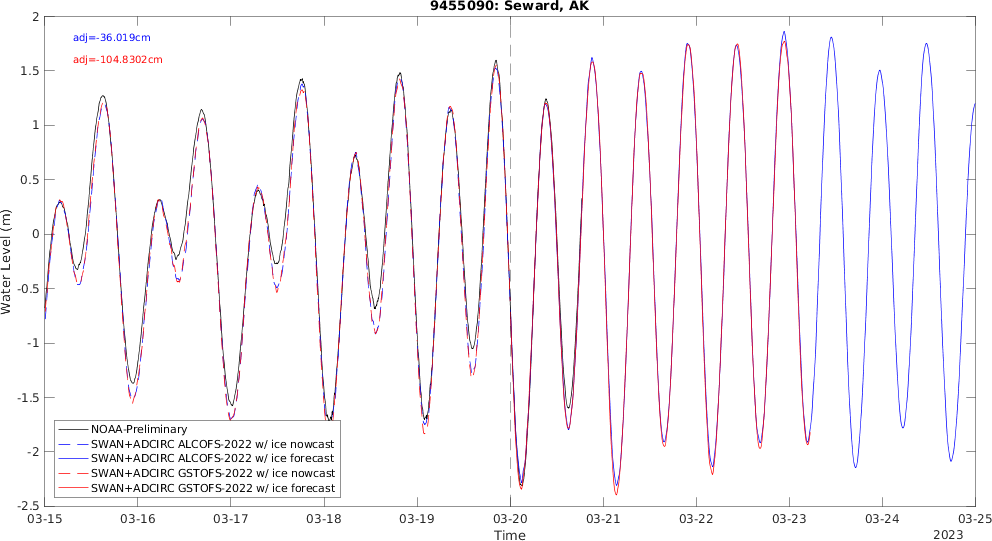 9455090: Seward, AK
adj=-36.019cm
adj=-104.8302cm
Water Level (m)
2
1.5
1
0.5
0
-0.5
-1
-1.5
-2
-2.5
NOAA-Preliminary
SWAN+ADCIRC ALCOFS-2022 w/ ice nowcast
SWAN+ADCIRC ALCOFS-2022 w/ ice forecast
SWAN+ADCIRC GSTOFS-2022 w/ ice nowcast
SWAN+ADCIRC GSTOFS-2022 w/ ice forecast
03-15 03-16 03-17 03-18 03-19 03-20 03-21 03-22 03-23 03-24 03-25
Time
2023